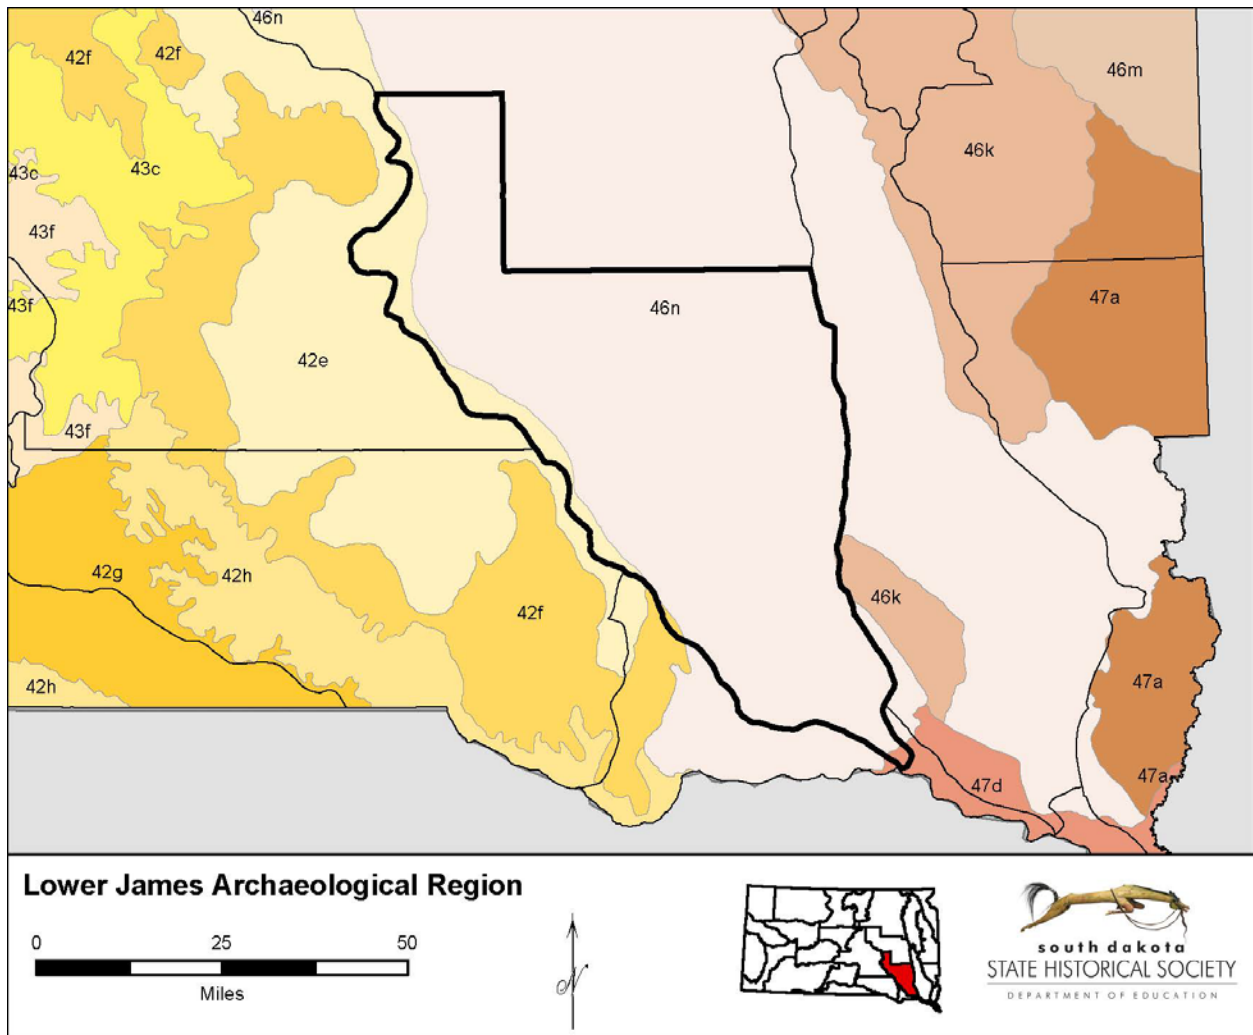 46n
42f
42f
46m
43c
43c
46k
43f
43f
47a
46n
42e
43f
42g
42h
42f
46k
42h
47a
47a
47d
Lower James Archaeological Region
0 25 50
Miles
N
south dakota
STATE HISTORICAL SOCIETY
DEPARTMENT OF EDUCATION